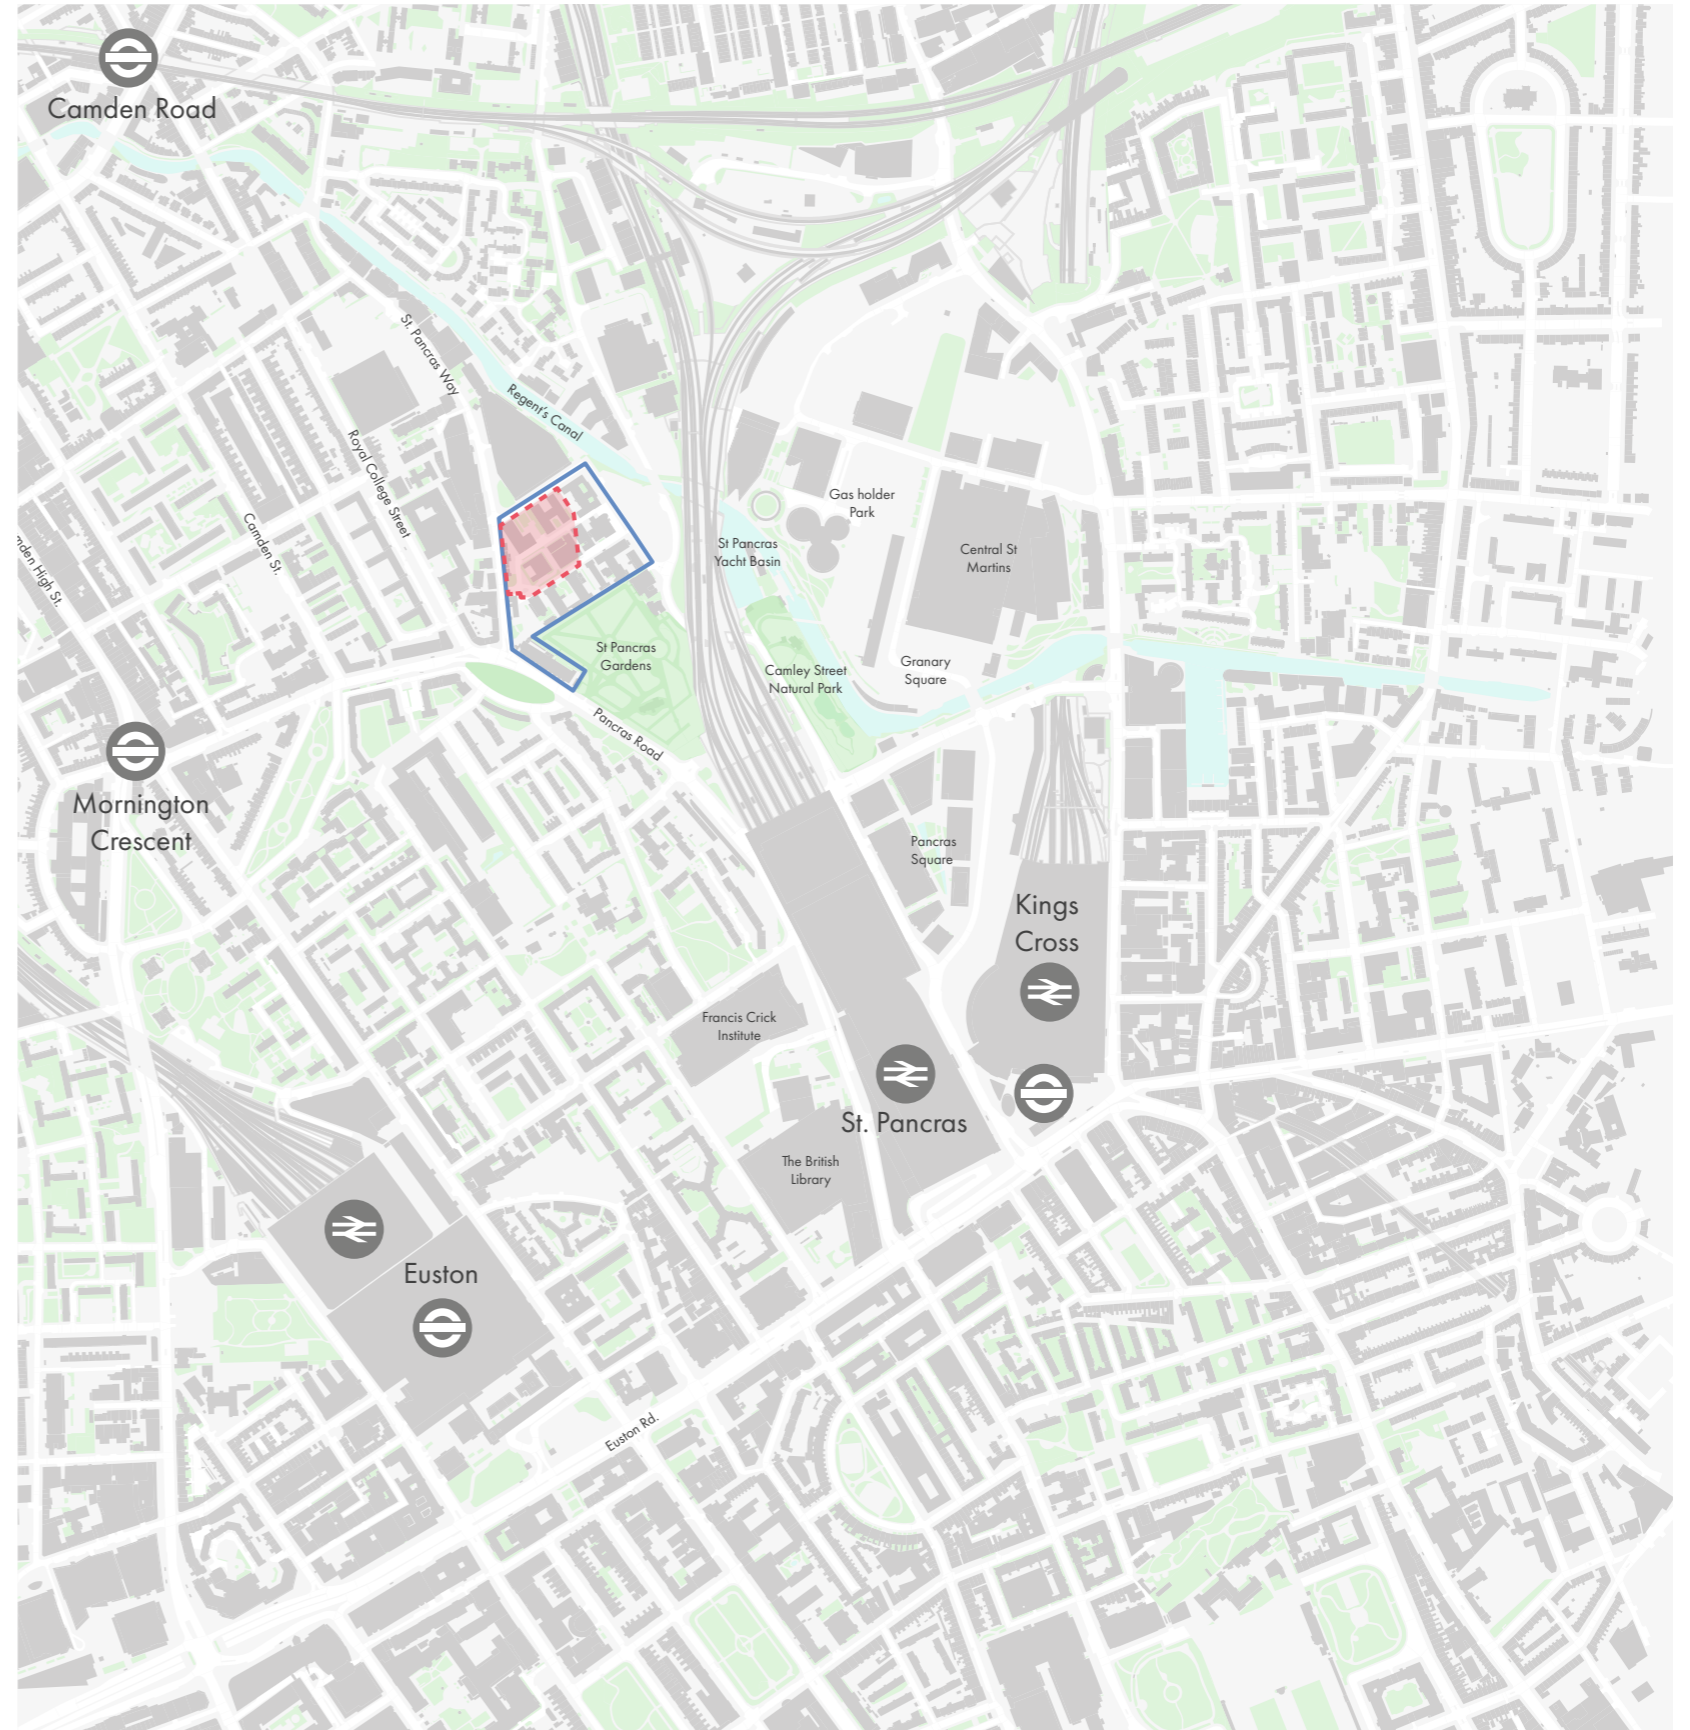 Camden Road
St. Pancras Way
Regent's Canal
Royal College Street
Gas holder
Park
Camden St.
mden High St.
St Pancras
Yacht Basin
Central St
Martins
St Pancras
Gardens
Camley Street
Natural Park
Granary
Square
Pancras Road
Mornington
Crescent
Pancras
Square
Kings
Cross
Francis Crick
Institute
St. Pancras
The British
Library
Euston
Euston Rd.